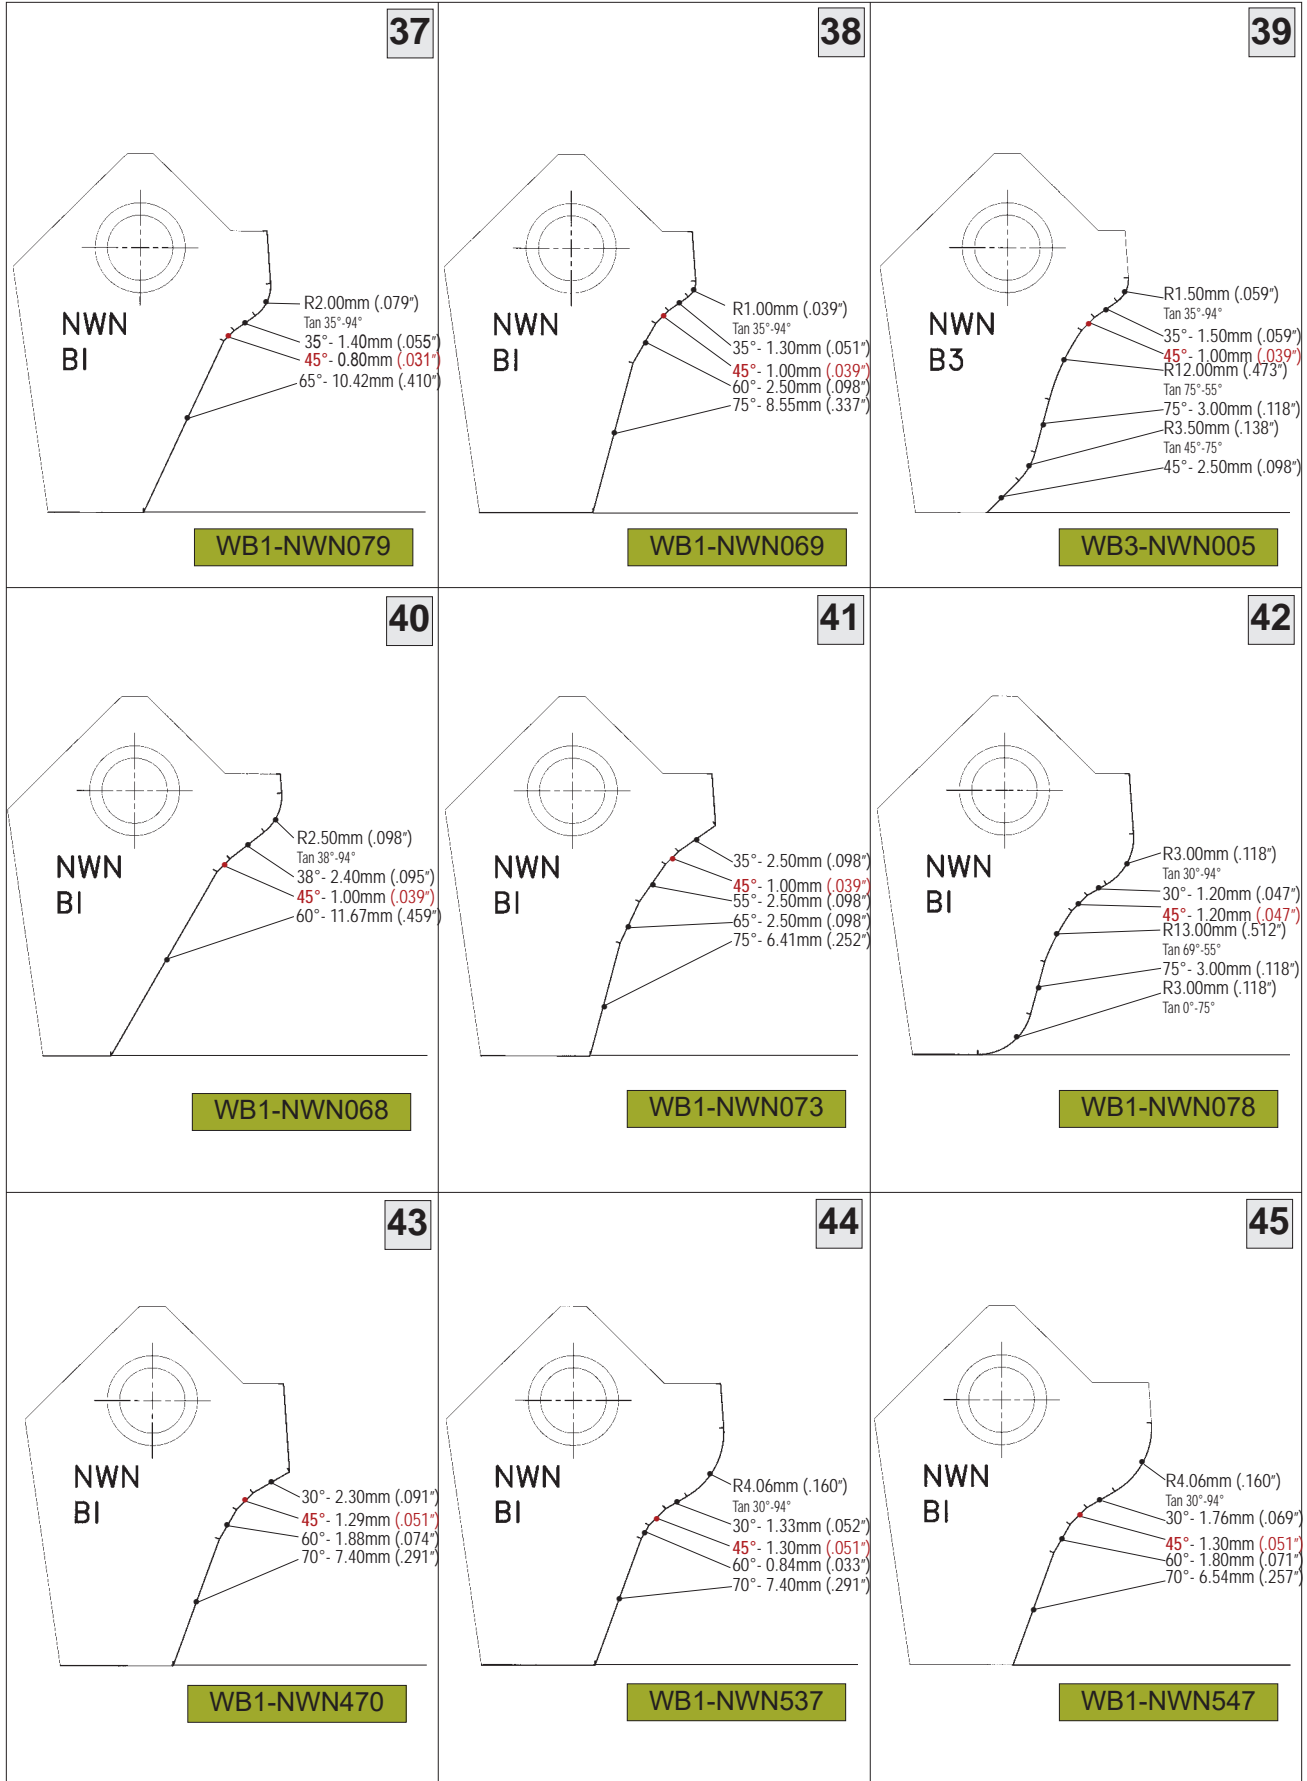 37
NWN
BI
R2.00mm (.079")
Tan 35°-94°
35°- 1.40mm (.055")
45°- 0.80mm (.031")
65°- 10.42mm (.410")
WB1-NWN079
38
NWN
BI
R1.00mm (.039")
Tan 35°-94°
35°- 1.30mm (.051")
45°- 1.00mm (.039")
60°- 2.50mm (.098")
75°- 8.55mm (.337")
WB1-NWN069
39
NWN
B3
R1.50mm (.059")
Tan 35°-94°
35°- 1.50mm (.059")
45°- 1.00mm (.039")
R12.00mm (.473")
Tan 75°-55°
75°- 3.00mm (.118")
R3.50mm (.138")
Tan 45°-75°
45°- 2.50mm (.098")
WB3-NWN005
40
NWN
BI
R2.50mm (.098")
Tan 38°-94°
38°- 2.40mm (.095")
45°- 1.00mm (.039")
60°- 11.67mm (.459")
WB1-NWN068
41
NWN
BI
35°- 2.50mm (.098")
45°- 1.00mm (.039")
55°- 2.50mm (.098")
65°- 2.50mm (.098")
75°- 6.41mm (.252")
WB1-NWN073
42
NWN
BI
R3.00mm (.118")
Tan 30°-94°
30°- 1.20mm (.047")
45°- 1.20mm (.047")
R13.00mm (.512")
Tan 69°-55°
75°- 3.00mm (.118")
R3.00mm (.118")
Tan 0°-75°
WB1-NWN078
43
NWN
BI
30°- 2.30mm (.091")
45°- 1.29mm (.051")
60°- 1.88mm (.074")
70°- 7.40mm (.291")
WB1-NWN470
44
NWN
BI
R4.06mm (.160")
Tan 30°-94°
30°- 1.33mm (.052")
45°- 1.30mm (.051")
60°- 0.84mm (.033")
70°- 7.40mm (.291")
WB1-NWN537
45
NWN
BI
R4.06mm (.160")
Tan 30°-94°
30°- 1.76mm (.069")
45°- 1.30mm (.051")
60°- 1.80mm (.071")
70°- 6.54mm (.257")
WB1-NWN547